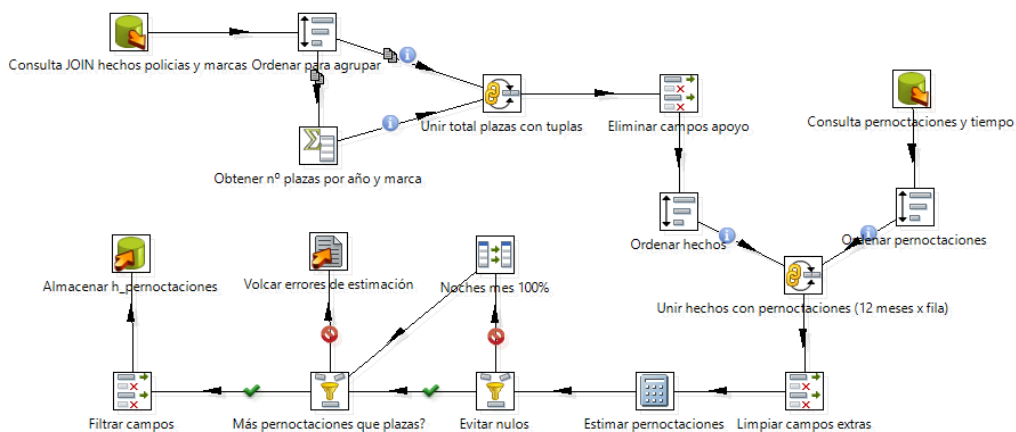 Consulta JOIN hechos policias y marcas
Ordenar para agrupar
Unir total plazas con tuplas
Eliminar campos apoyo
Consulta pernoctaciones y tiempo
Obtener nº plazas por año y marca
Ordenar hechos
Ordenar pernoctaciones
Almacenar h_pernoctaciones
Volcar errores de estimación
Noches mes 100%
Unir hechos con pernoctaciones (12 meses x fila)
Filtrar campos
Más pernoctaciones que plazas?
Evitar nulos
Estimar pernoctaciones
Limpiar campos extras